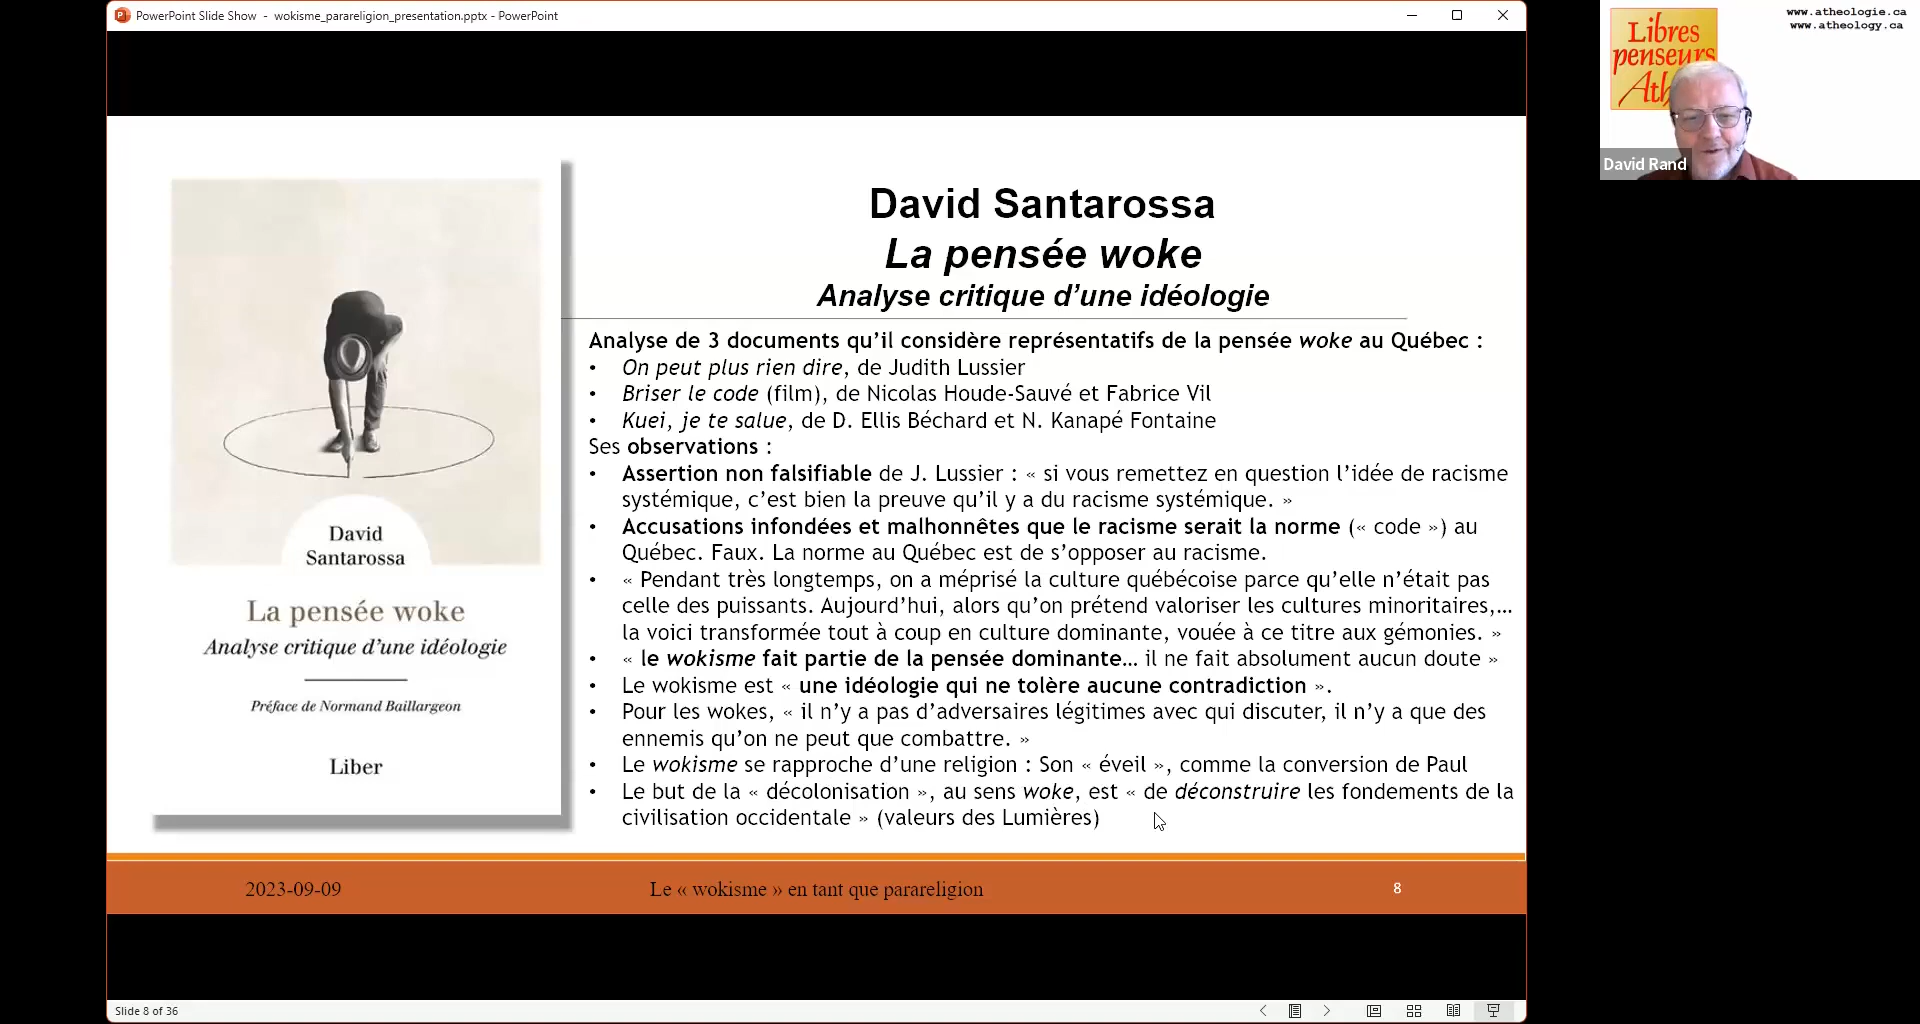 PowerPoint Slide Show - wokisme_parareligion_presentation.pptx - PowerPoint
www.atheologie.ca
www.atheology.ca
Libres
penseurs
Ath
David Rand
David Santarossa
La pensée woke
Analyse critique d’une idéologie
Analyse de 3 documents qu’il considère représentatifs de la pensée woke au Québec :
• On peut plus rien dire, de Judith Lussier
• Briser le code (film), de Nicolas Houde-Sauvé et Fabrice Vil
• Kuei, je te salue, de D. Ellis Béchard et N. Kanapé Fontaine
Ses observations :
• Assertion non falsifiable de J. Lussier : « si vous remettez en question l’idée de racisme
systémique, c’est bien la preuve qu’il y a du racisme systémique. »
• Accusations infondées et malhonnêtes que le racisme serait la norme (« code ») au
Québec. Faux. La norme au Québec est de s’opposer au racisme.
• « Pendant très longtemps, on a méprisé la culture québécoise parce qu’elle n’était pas
celle des puissants. Aujourd’hui, alors qu’on prétend valoriser les cultures minoritaires,…
la voici transformée tout à coup en culture dominante, vouée à ce titre aux gémonies. »
• « le wokisme fait partie de la pensée dominante… il ne fait absolument aucun doute »
• Le wokisme est « une idéologie qui ne tolère aucune contradiction ».
• Pour les wokes, « il n’y a pas d’adversaires légitimes avec qui discuter, il n’y a que des
ennemis qu’on ne peut que combattre. »
• Le wokisme se rapproche d’une religion : Son « éveil », comme la conversion de Paul
• Le but de la « décolonisation », au sens woke, est « de déconstruire les fondements de la
civilisation occidentale » (valeurs des Lumières)
David
Santarossa
La pensée woke
Analyse critique d’une idéologie
Préface de Normand Baillargeon
Liber
2023-09-09
Le « wokisme » en tant que parareligion
8
Slide 8 of 36